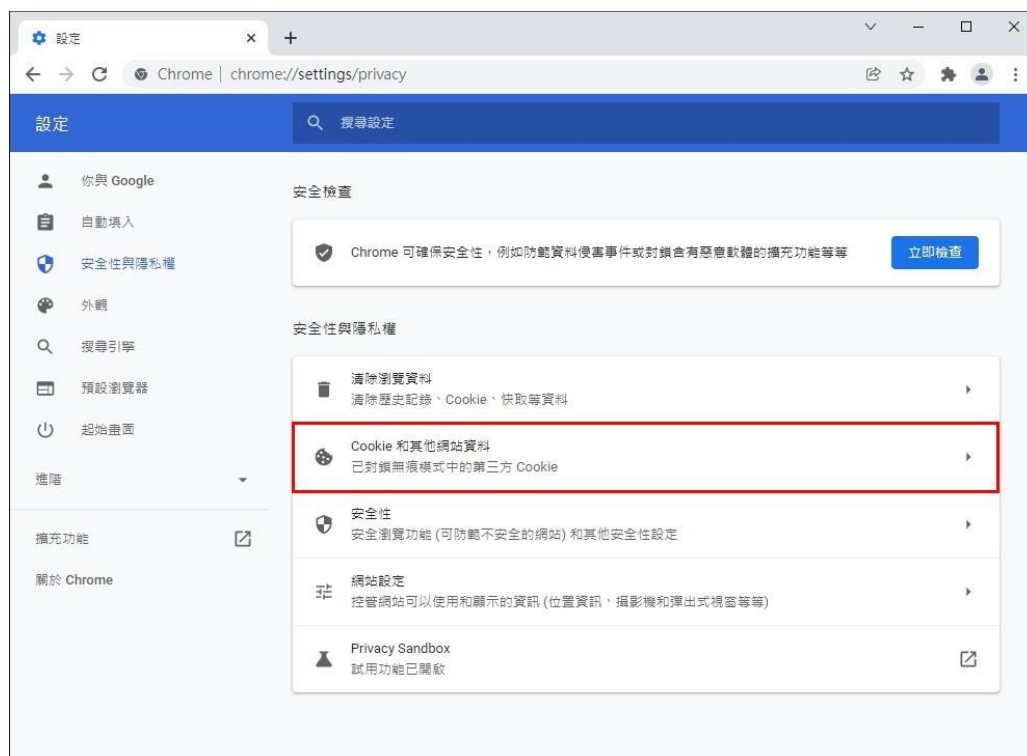 設定
Chrome | chrome://settings/privacy
設定
搜尋設定
你與 Google
自動填入
安全性與隱私權
外觀
搜尋引擎
預設瀏覽器
起始畫面
進階
擴充功能
關於 Chrome
安全檢查
Chrome 可確保安全性，例如防範資料侵害事件或封鎖含有惡意軟體的擴充功能等等
立即檢查
安全性與隱私權
清除瀏覽資料
清除歷史記錄、Cookie、快取等資料
Cookie 和其他網站資料
已封鎖無痕模式中的第三方 Cookie
安全性
安全瀏覽功能 (可防範不安全的網站) 和其他安全性設定
網站設定
控管網站可以使用和顯示的資訊 (位置資訊、攝影機和彈出式視窗等等)
Privacy Sandbox
試用功能已開啟